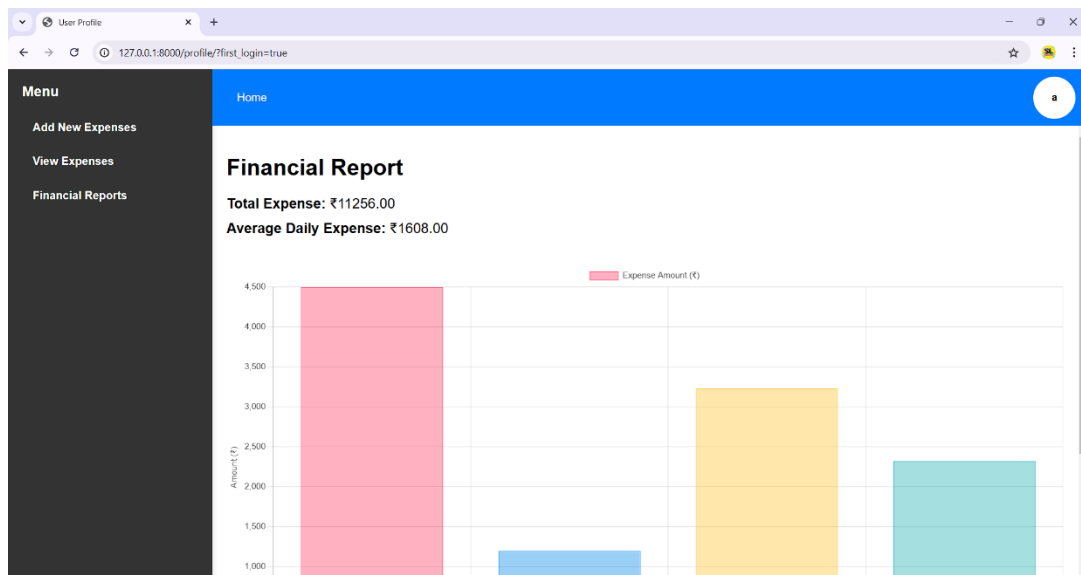 User Profile
127.0.0.1:8000/profile/?first_login=true
Menu
Home
a
Add New Expenses
View Expenses
Financial Reports
Financial Report
Total Expense: ₹11256.00
Average Daily Expense: ₹1608.00
Expense Amount (₹)
4,500
4,000
3,500
3,000
2,500
2,000
1,500
1,000
Amount (₹)